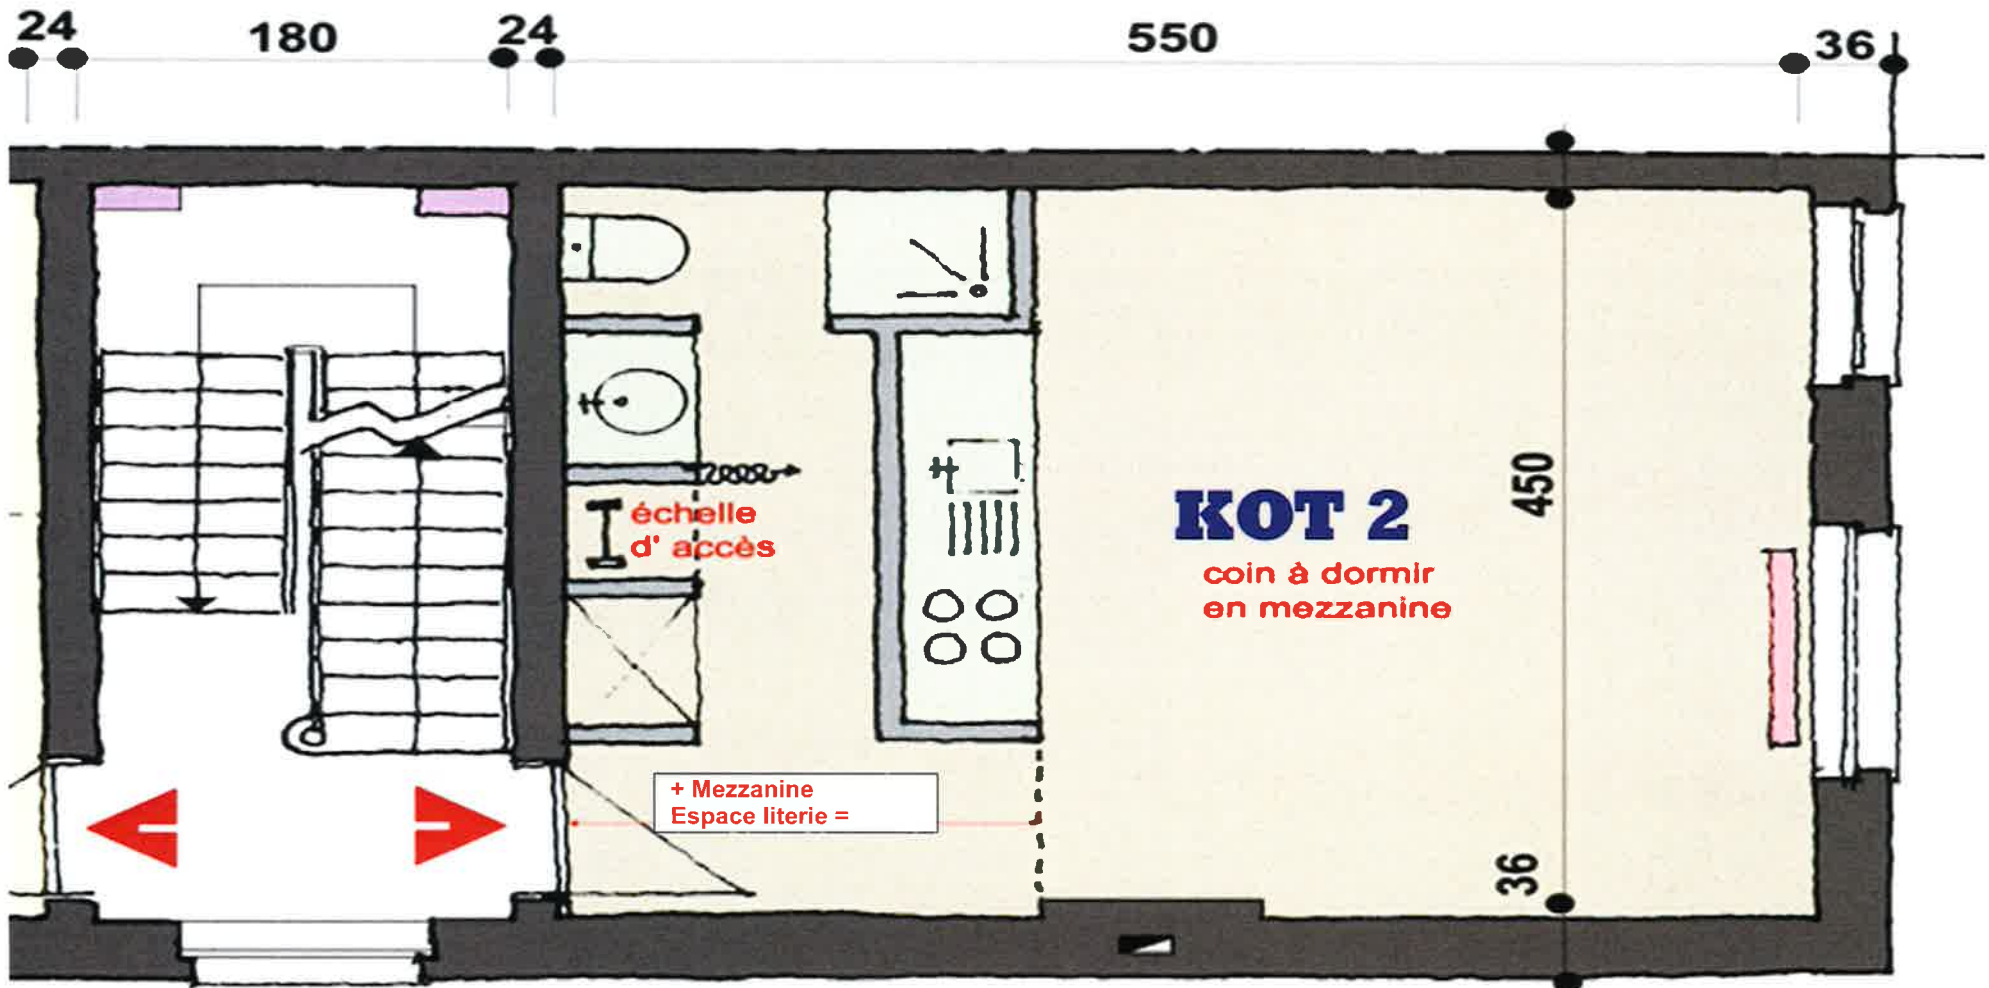 24
180
24
550
36
450
KOT 2
échelle
d' accès
coin à dormir
en mezzanine
+ Mezzanine
Espace literie =
36